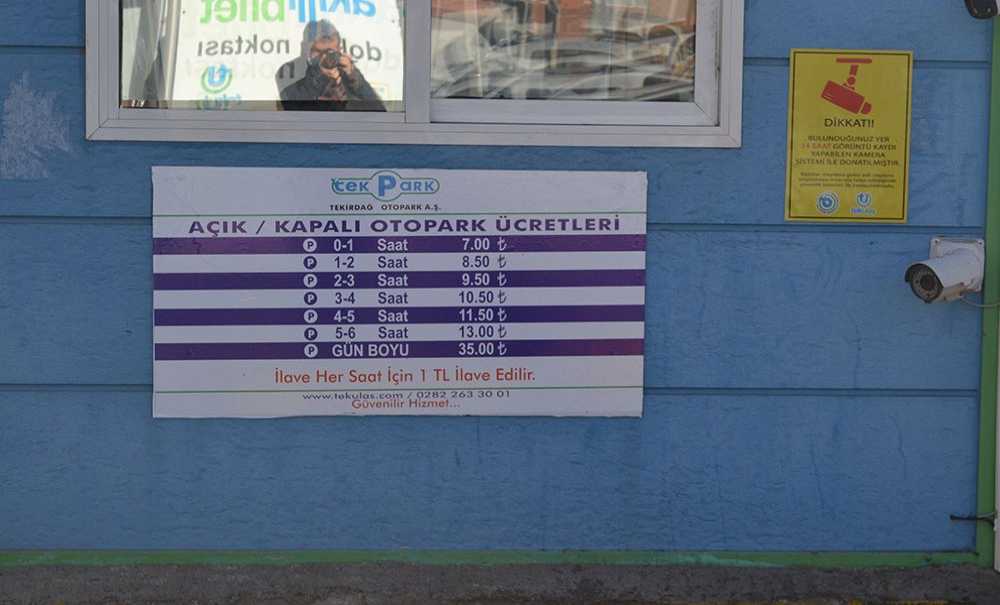 akıllı bilet
dolum noktası
tekulaş
DİKKAT!!
BULUNDUĞUNUZ YER
24 SAAT GÖRÜNTÜ KAYDI
YAPABİLEN KAMERA
SİSTEMİ İLE DONATILMIŞTIR.
tekPark
TEKİRDAĞ OTOPARK A.Ş.
AÇIK / KAPALI OTOPARK ÜCRETLERİ
P 0-1 Saat 7.00 ₺
P 1-2 Saat 8.50 ₺
P 2-3 Saat 9.50 ₺
P 3-4 Saat 10.50 ₺
P 4-5 Saat 11.50 ₺
P 5-6 Saat 13.00 ₺
P GÜN BOYU 35.00 ₺
İlave Her Saat İçin 1 TL İlave Edilir.
www.tekulas.com / 0282 263 30 01
Güvenilir Hizmet...